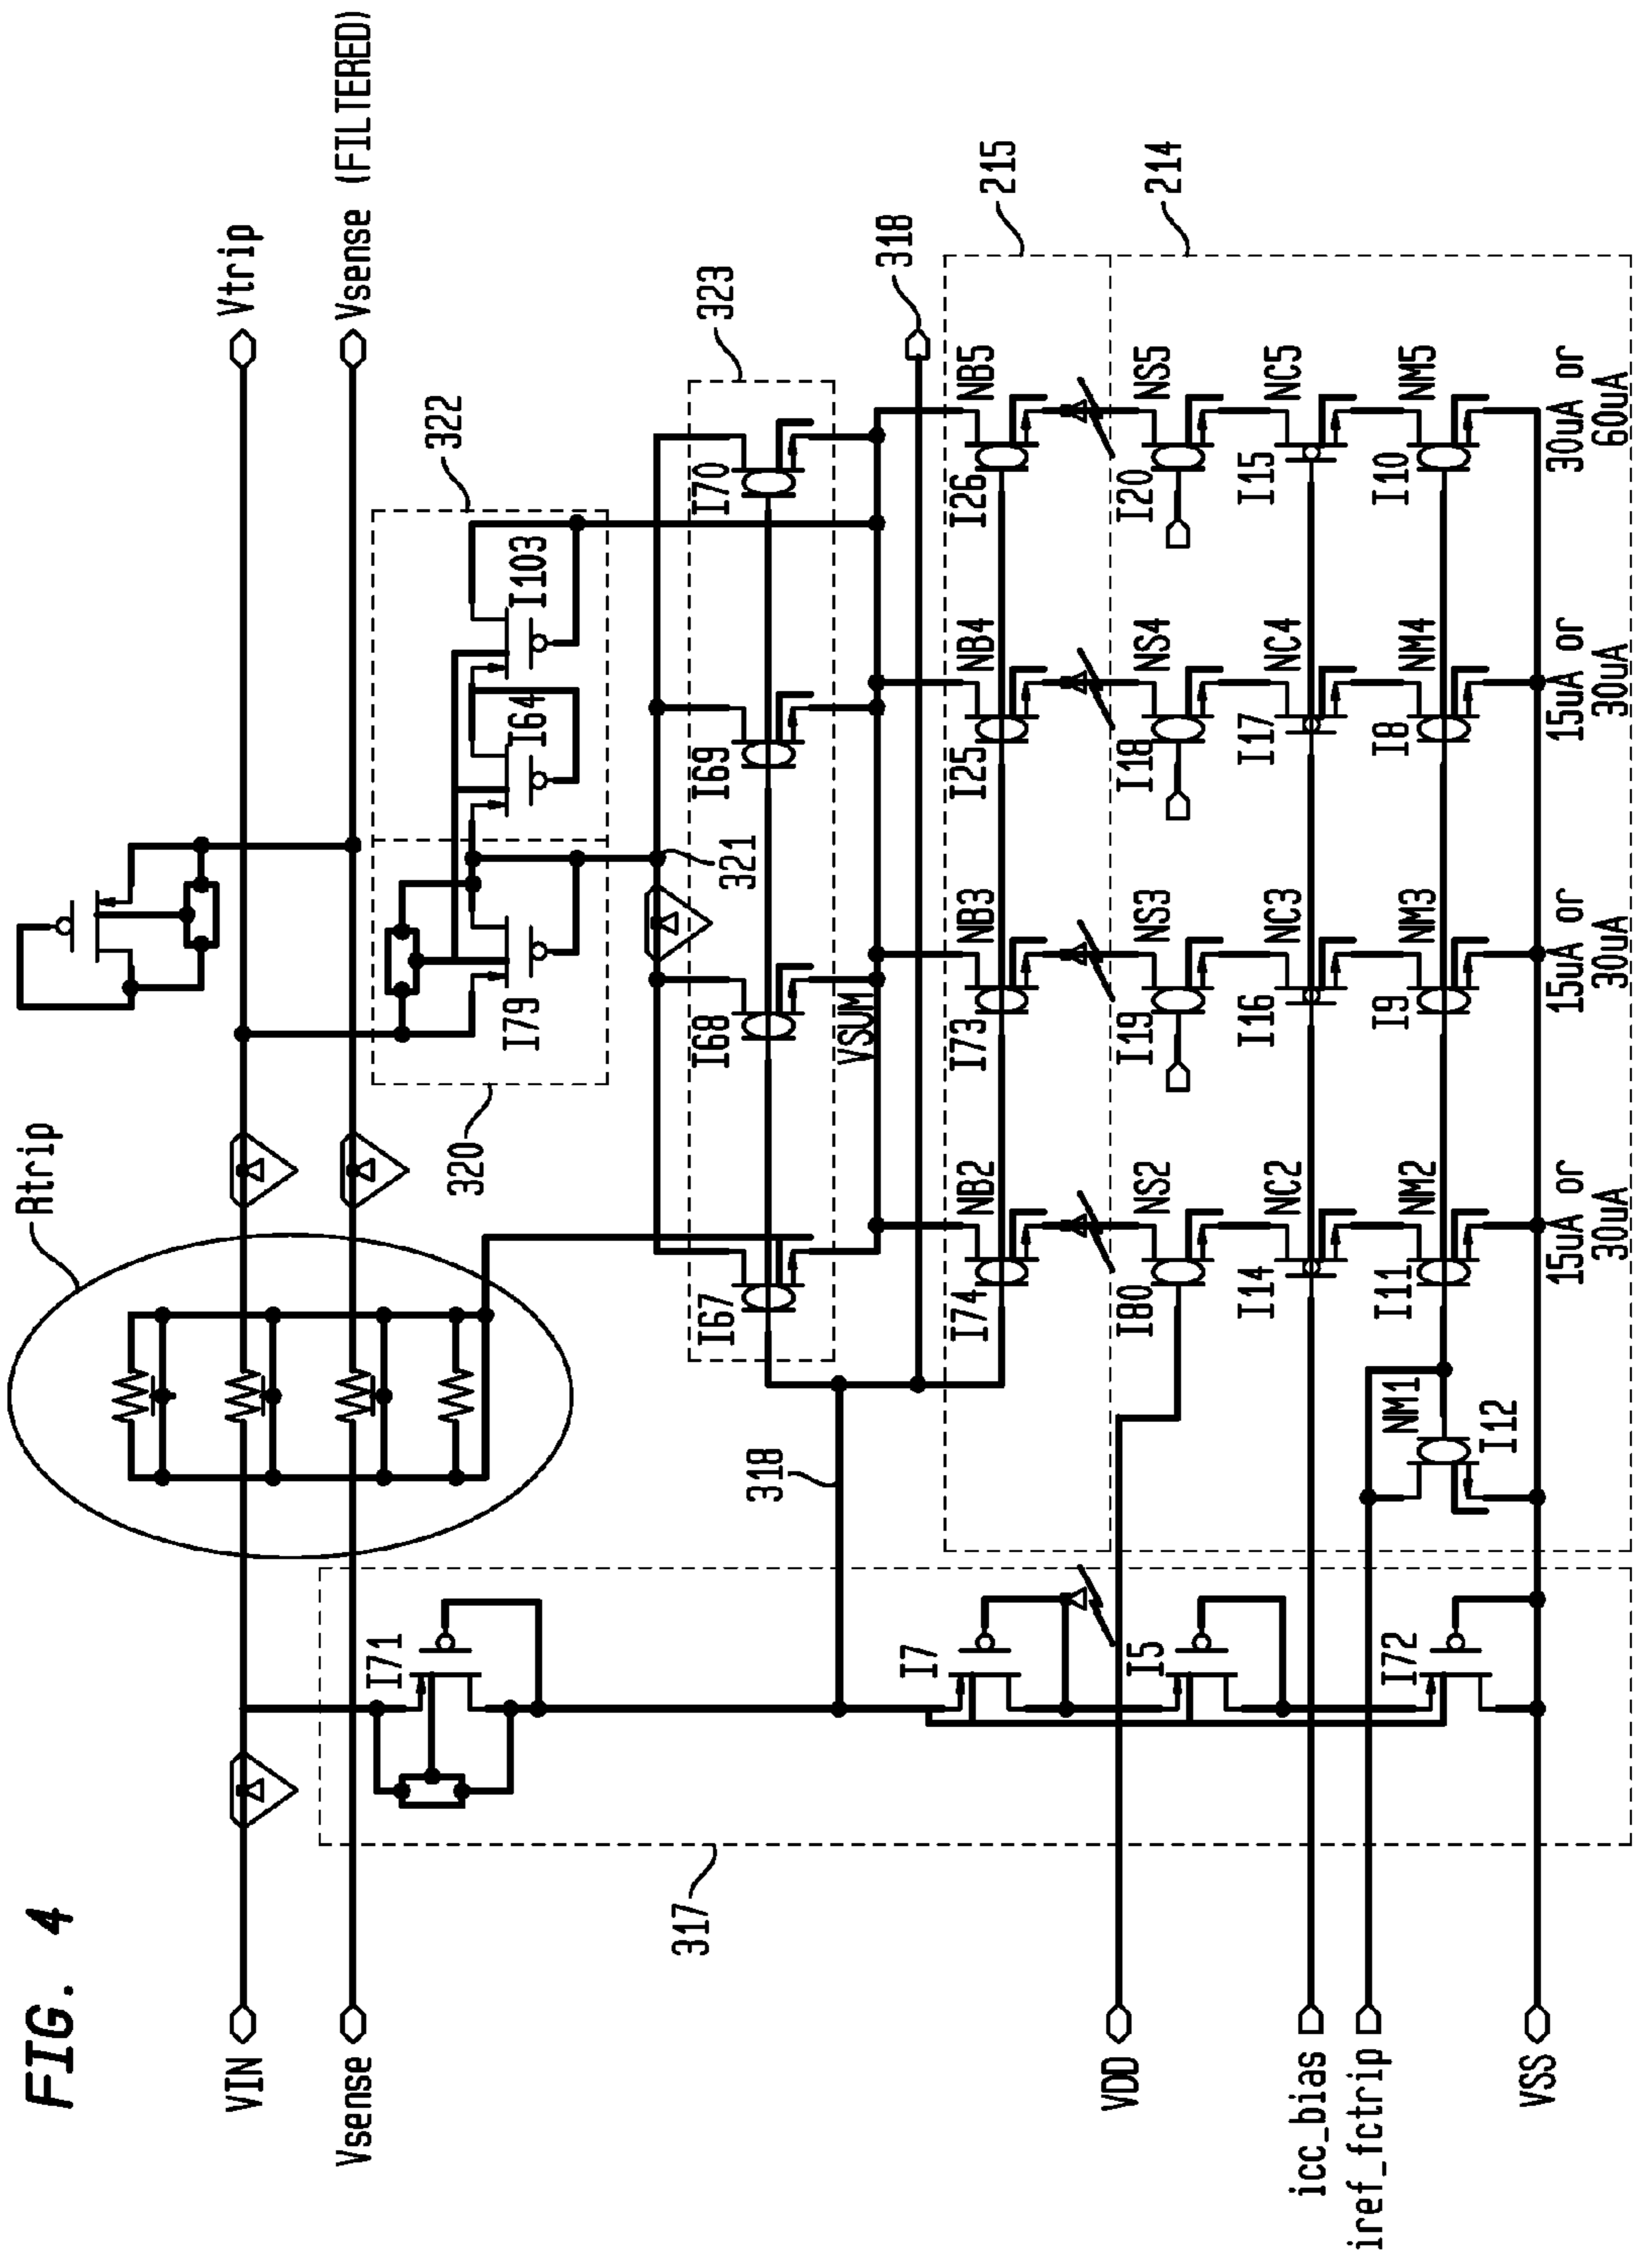 FIG. 4
Rtrip
VIN
Vtrip
Vsense
Vsense (FILTERED)
320
I79
I64
I103
322
321
323
I67
I68
I69
I70
VSUM
318
318
317
I71
I7
I5
I72
215
I74
NB2
I73
NB3
I25
NB4
I26
NB5
214
VDD
I80
NS2
I19
NS3
I18
NS4
I20
NS5
icc_bias
I14
NC2
I16
NC3
I17
NC4
I15
NC5
iref_fctrip
NM1
I12
I11
NM2
I9
NM3
I8
NM4
I10
NM5
VSS
15uA or
30uA
15uA or
30uA
15uA or
30uA
30uA or
60uA